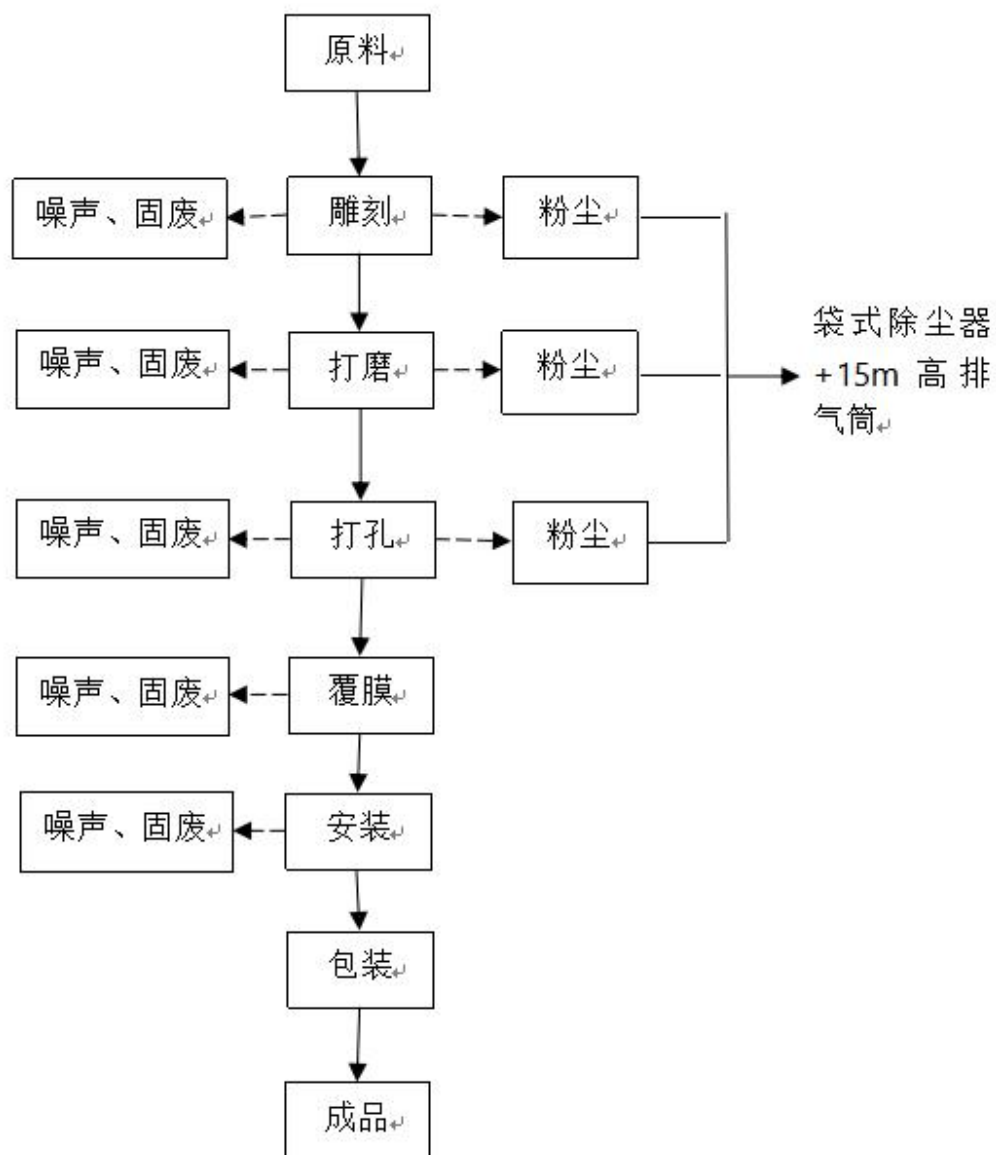 原料
噪声、固废
雕刻
粉尘
噪声、固废
打磨
粉尘
袋式除尘器
+15m 高排
气筒
噪声、固废
打孔
粉尘
噪声、固废
覆膜
噪声、固废
安装
包装
成品